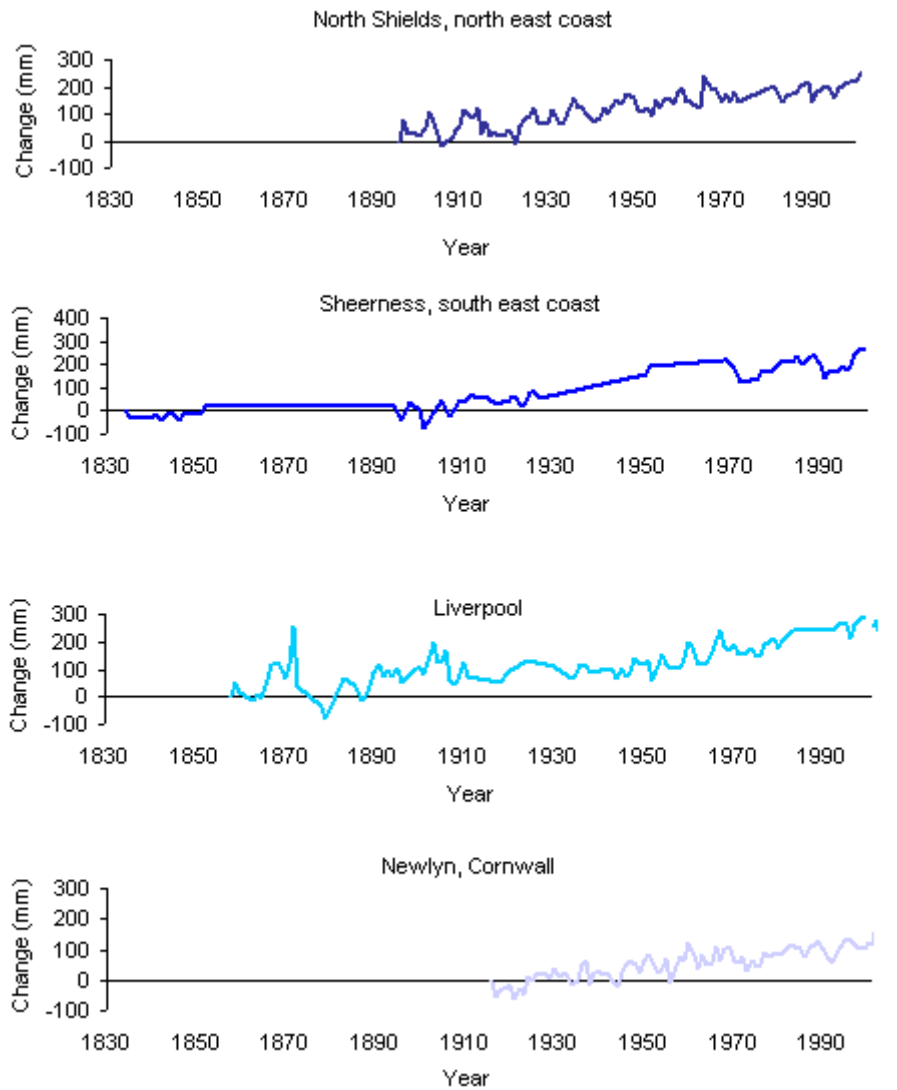 North Shields, north east coast
Change (mm)
300
200
100
0
-100
1830 1850 1870 1890 1910 1930 1950 1970 1990
Year
Sheerness, south east coast
Change (mm)
400
300
200
100
0
-100
1830 1850 1870 1890 1910 1930 1950 1970 1990
Year
Liverpool
Change (mm)
300
200
100
0
-100
1830 1850 1870 1890 1910 1930 1950 1970 1990
Year
Newlyn, Cornwall
Change (mm)
300
200
100
0
-100
1830 1850 1870 1890 1910 1930 1950 1970 1990
Year